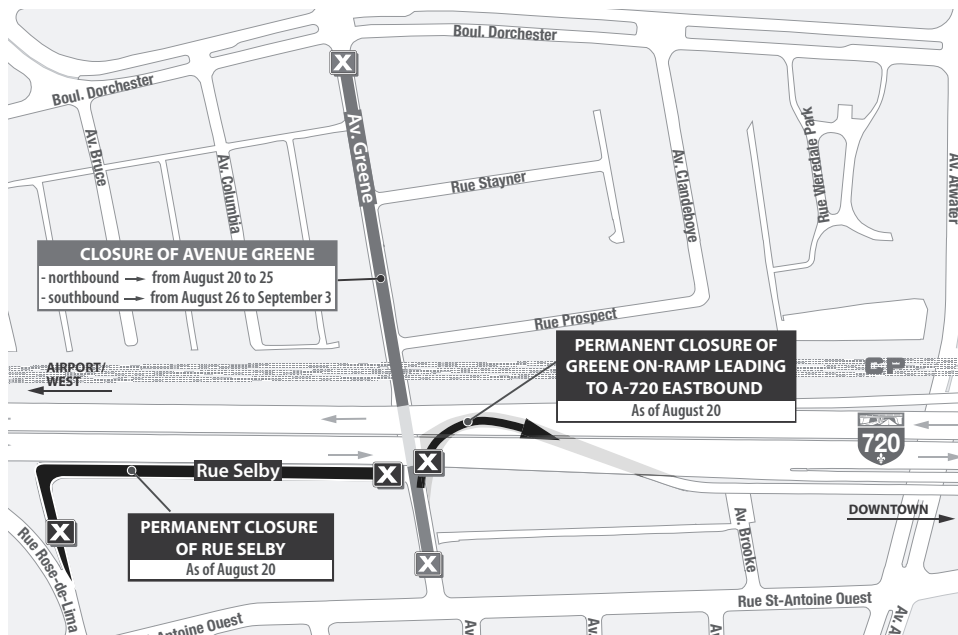 Boul. Dorchester
Boul. Dorchester
Av. Bruce
Av. Columbia
Av. Greene
Rue Stayner
Av. Clandeboye
Rue Weredale Park
Av. Atwater
CLOSURE OF AVENUE GREENE
- northbound → from August 20 to 25
- southbound → from August 26 to September 3
Rue Prospect
PERMANENT CLOSURE OF
GREENE ON-RAMP LEADING
TO A-720 EASTBOUND
As of August 20
AIRPORT/
WEST
CP
720
Rue Selby
X
X
X
X
X
PERMANENT CLOSURE
OF RUE SELBY
As of August 20
DOWNTOWN
Rue Rose-de-Lima
Av. Brooke
Rue St-Antoine Ouest
t-Antoine Ouest
Av
Av
Av
Av. A